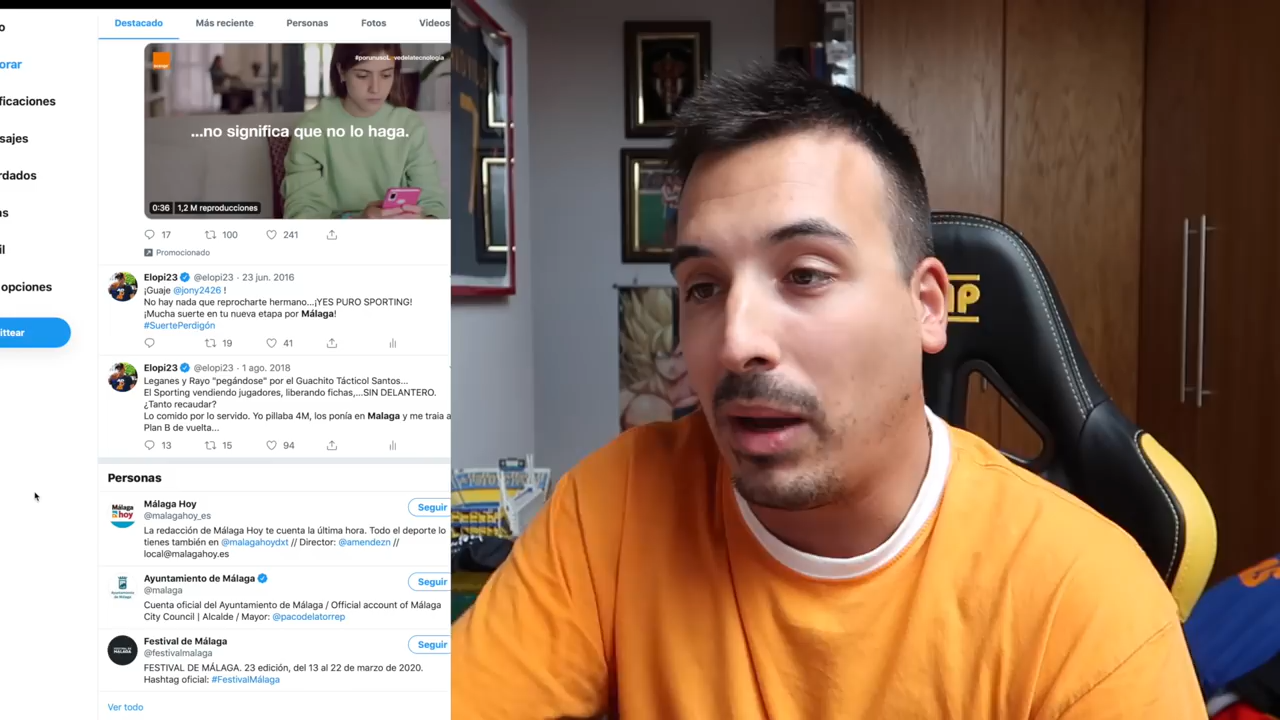 Destacado
Más reciente
Personas
Fotos
Videos
o
orar
ficaciones
sajes
rdados
s
il
opciones
ittear
...no significa que no lo haga.
0:36
1,2 M reproducciones
17
100
241
Promocionado
Elopi23 @elopi23 · 23 jun. 2016
¡Guaje @jony2426 !
No hay nada que reprocharte hermano...¡YES PURO SPORTING!
¡Mucha suerte en tu nueva etapa por Málaga!
#SuertePerdigón
19
41
Elopi23 @elopi23 · 1 ago. 2018
Leganes y Rayo "pegándose" por el Guachito Tácticol Santos...
El Sporting vendiendo jugadores, liberando fichas,...SIN DELANTERO.
¿Tanto recaudar?
Lo comido por lo servido. Yo pillaba 4M, los ponía en Malaga y me traia a
Plan B de vuelta...
13
15
94
Personas
Málaga Hoy
@malagahoy_es
Seguir
La redacción de Málaga Hoy te cuenta la última hora. Todo el deporte lo
tienes también en @malagahoydxt // Director: @amendezn //
local@malagahoy.es
Ayuntamiento de Málaga
@malaga
Seguir
Cuenta oficial del Ayuntamiento de Málaga / Official account of Málaga
City Council | Alcalde / Mayor: @pacodelatorrep
Festival de Málaga
@festivalmalaga
Seguir
FESTIVAL DE MÁLAGA. 23 edición, del 13 al 22 de marzo de 2020.
Hashtag oficial: #FestivalMálaga
Ver todo